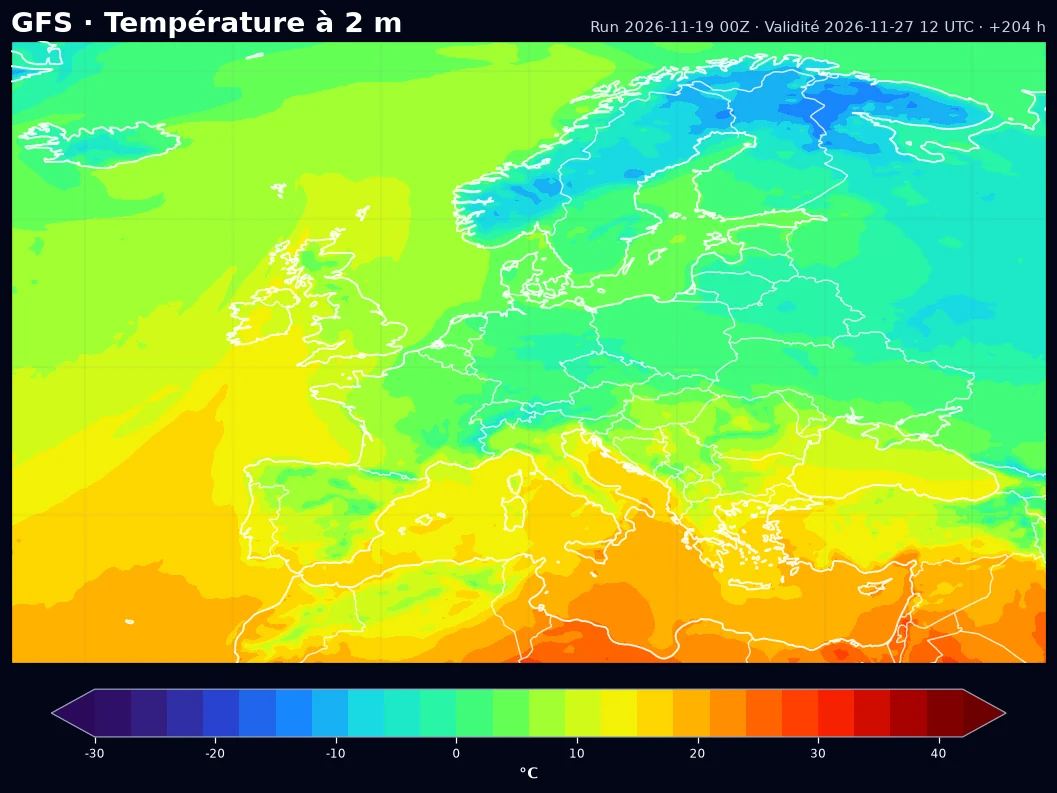 GFS · Température à 2 m
Run 2026-11-19 00Z · Validité 2026-11-27 12 UTC · +204 h
-30 -20 -10 0 10 20 30 40
°C